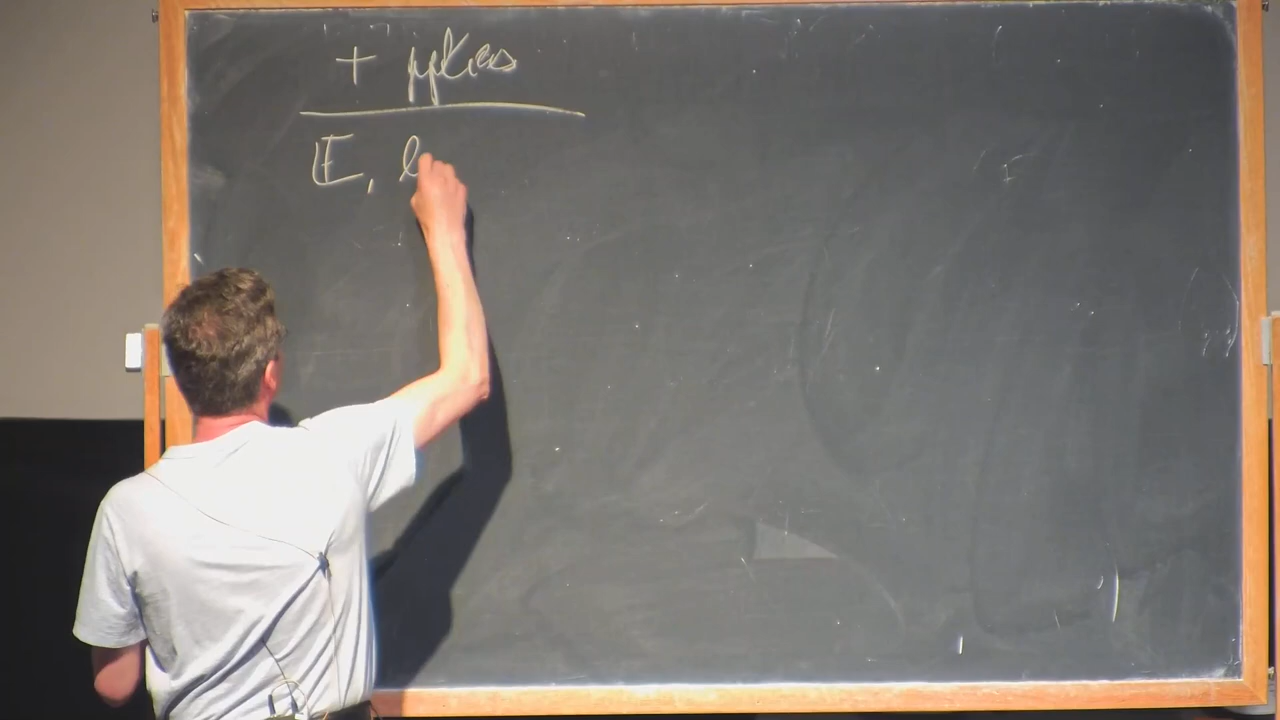 + ppties
E, l